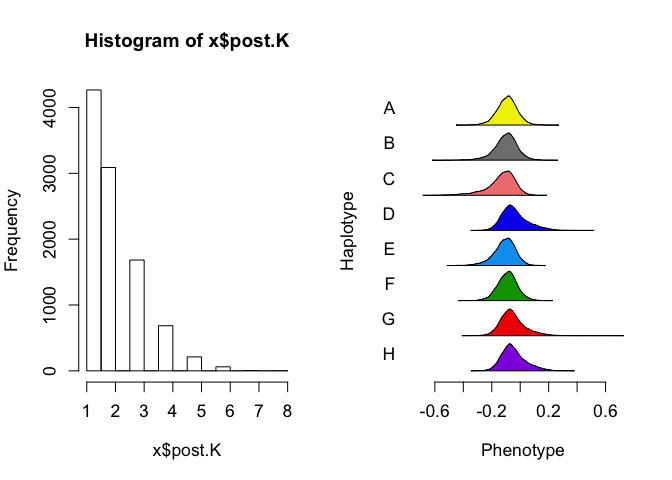 Histogram of x$post.K
Frequency
0
1000
2000
3000
4000
1 2 3 4 5 6 7 8
x$post.K
Haplotype
A
B
C
D
E
F
G
H
-0.6 -0.2 0.2 0.6
Phenotype